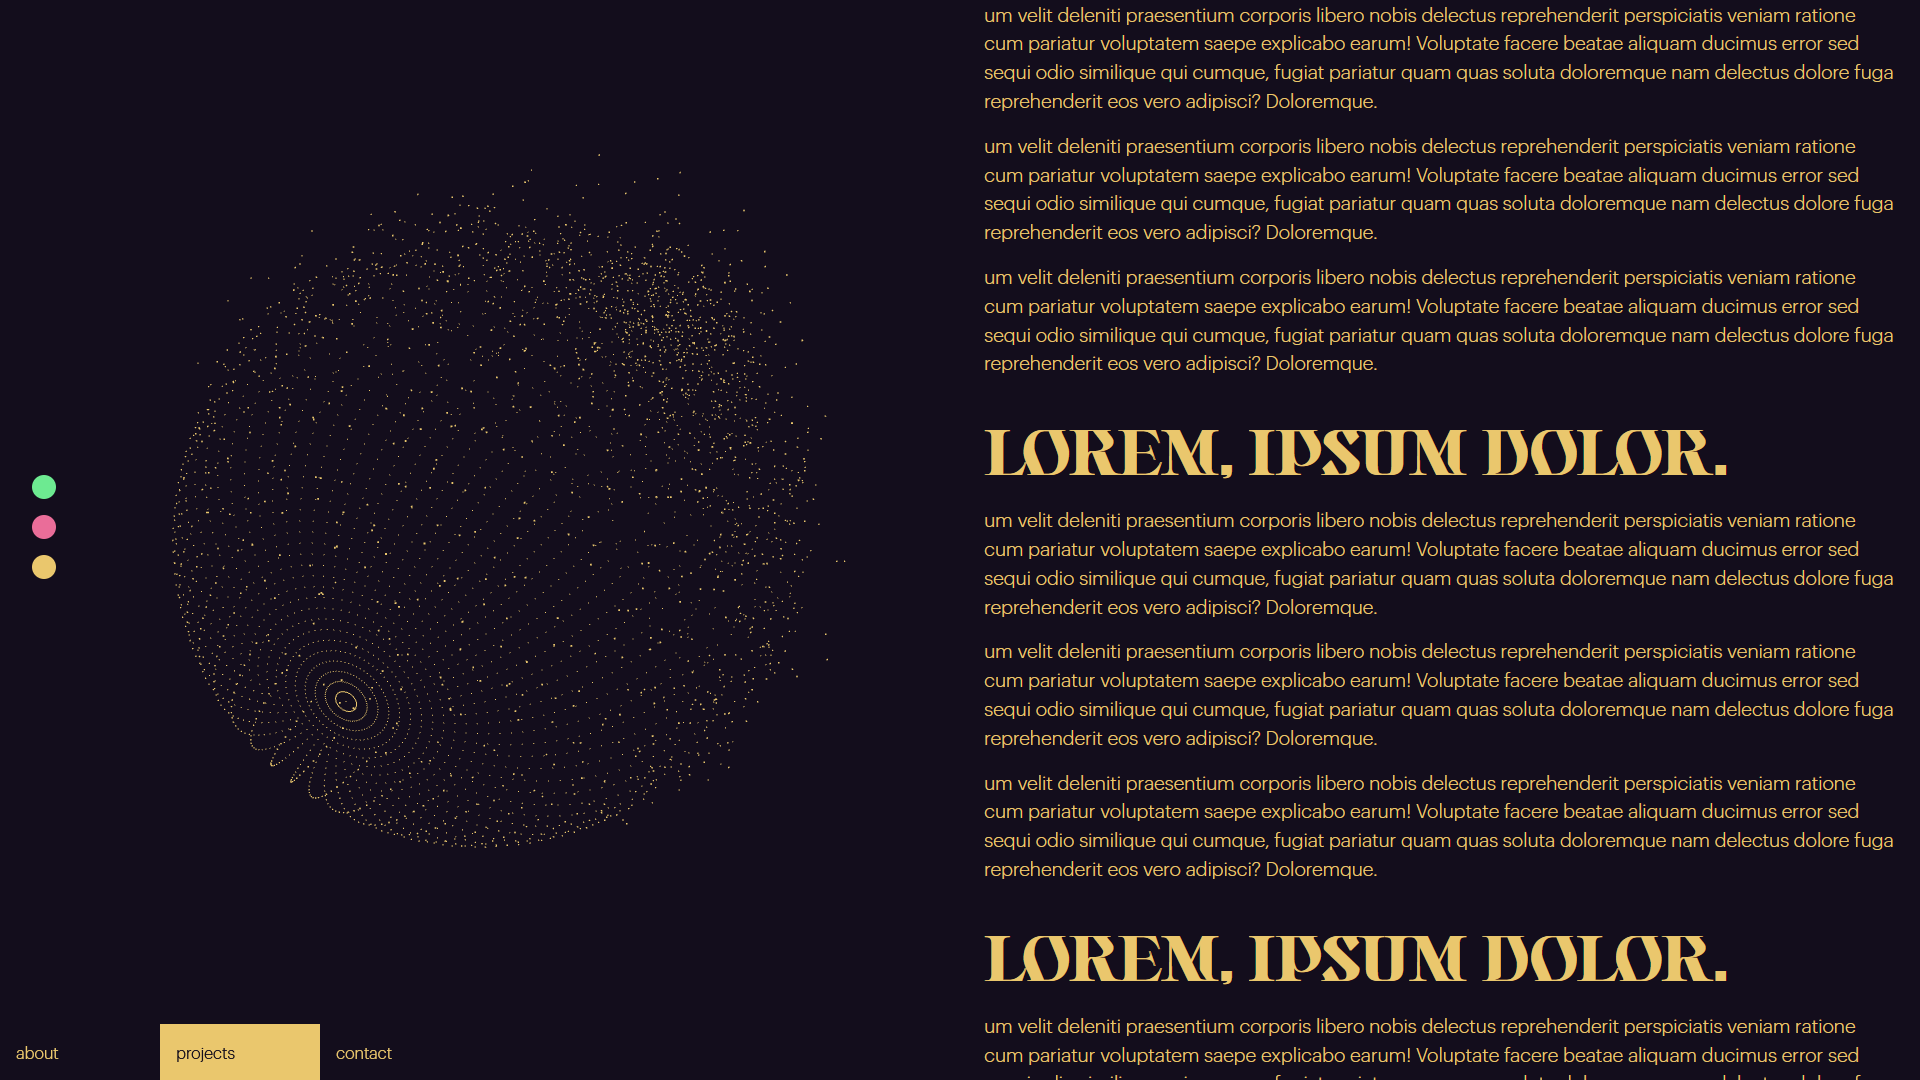 um velit deleniti praesentium corporis libero nobis delectus reprehenderit perspiciatis veniam ratione
cum pariatur voluptatem saepe explicabo earum! Voluptate facere beatae aliquam ducimus error sed
sequi odio similique qui cumque, fugiat pariatur quam quas soluta doloremque nam delectus dolore fuga
reprehenderit eos vero adipisci? Doloremque.
um velit deleniti praesentium corporis libero nobis delectus reprehenderit perspiciatis veniam ratione
cum pariatur voluptatem saepe explicabo earum! Voluptate facere beatae aliquam ducimus error sed
sequi odio similique qui cumque, fugiat pariatur quam quas soluta doloremque nam delectus dolore fuga
reprehenderit eos vero adipisci? Doloremque.
um velit deleniti praesentium corporis libero nobis delectus reprehenderit perspiciatis veniam ratione
cum pariatur voluptatem saepe explicabo earum! Voluptate facere beatae aliquam ducimus error sed
sequi odio similique qui cumque, fugiat pariatur quam quas soluta doloremque nam delectus dolore fuga
reprehenderit eos vero adipisci? Doloremque.
LOREM, IPSUM DOLOR.
um velit deleniti praesentium corporis libero nobis delectus reprehenderit perspiciatis veniam ratione
cum pariatur voluptatem saepe explicabo earum! Voluptate facere beatae aliquam ducimus error sed
sequi odio similique qui cumque, fugiat pariatur quam quas soluta doloremque nam delectus dolore fuga
reprehenderit eos vero adipisci? Doloremque.
um velit deleniti praesentium corporis libero nobis delectus reprehenderit perspiciatis veniam ratione
cum pariatur voluptatem saepe explicabo earum! Voluptate facere beatae aliquam ducimus error sed
sequi odio similique qui cumque, fugiat pariatur quam quas soluta doloremque nam delectus dolore fuga
reprehenderit eos vero adipisci? Doloremque.
um velit deleniti praesentium corporis libero nobis delectus reprehenderit perspiciatis veniam ratione
cum pariatur voluptatem saepe explicabo earum! Voluptate facere beatae aliquam ducimus error sed
sequi odio similique qui cumque, fugiat pariatur quam quas soluta doloremque nam delectus dolore fuga
reprehenderit eos vero adipisci? Doloremque.
LOREM, IPSUM DOLOR.
um velit deleniti praesentium corporis libero nobis delectus reprehenderit perspiciatis veniam ratione
cum pariatur voluptatem saepe explicabo earum! Voluptate facere beatae aliquam ducimus error sed
about
projects
contact